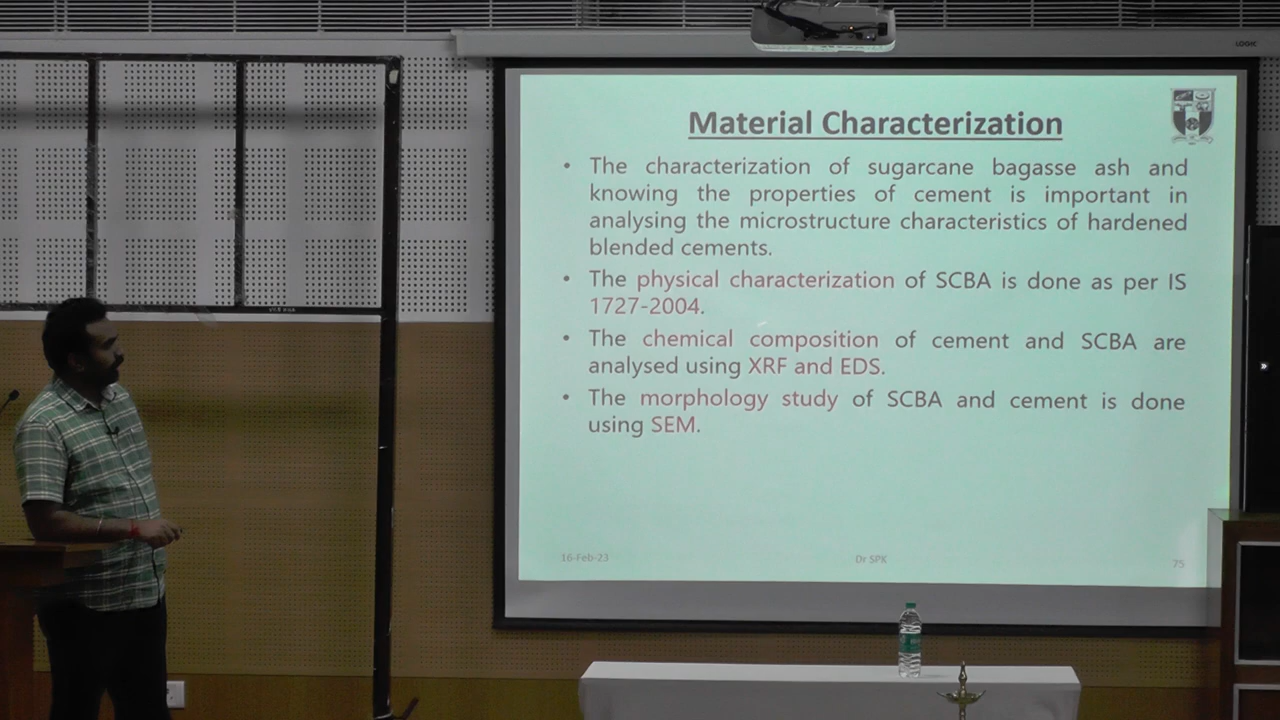 LOGIC
Material Characterization
• The characterization of sugarcane bagasse ash and
knowing the properties of cement is important in
analysing the microstructure characteristics of hardened
blended cements.
• The physical characterization of SCBA is done as per IS
1727-2004.
• The chemical composition of cement and SCBA are
analysed using XRF and EDS.
• The morphology study of SCBA and cement is done
using SEM.
16-Feb-23 Dr SPK 75